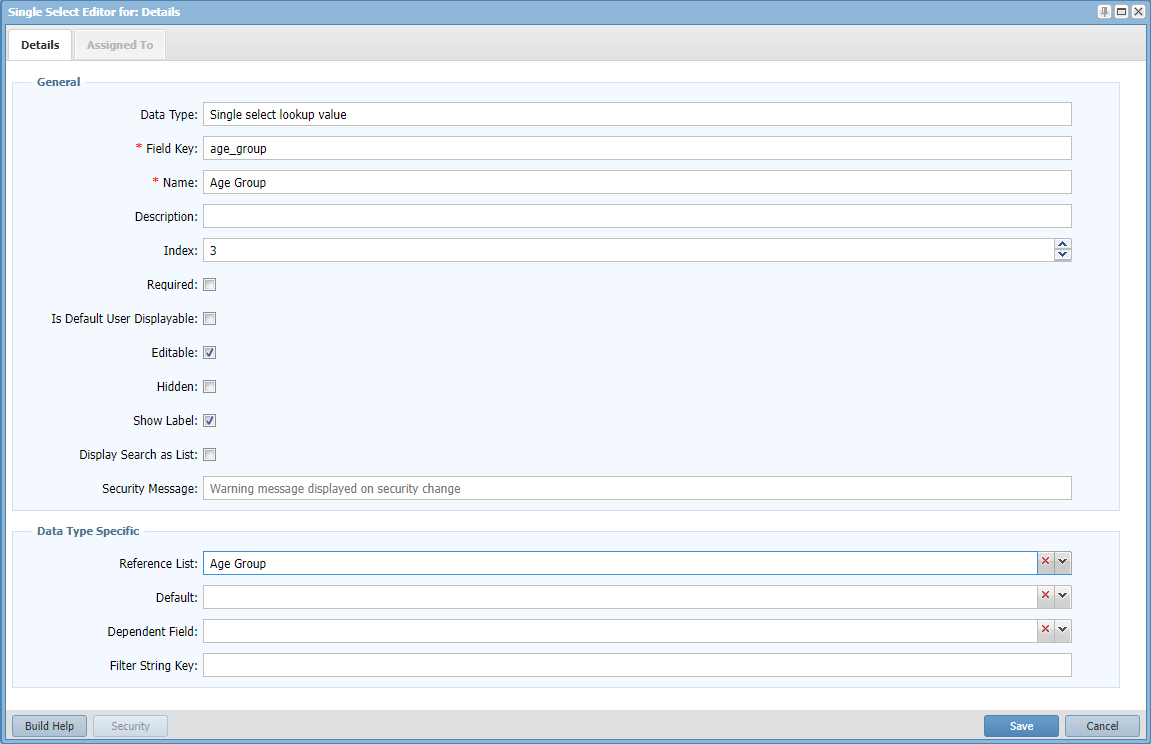 Single Select Editor for: Details
Details
Assigned To
General
Data Type: Single select lookup value
* Field Key: age_group
* Name: Age Group
Description:
Index: 3
Required:
Is Default User Displayable:
Editable:
Hidden:
Show Label:
Display Search as List:
Security Message: Warning message displayed on security change
Data Type Specific
Reference List: Age Group
Default:
Dependent Field:
Filter String Key:
Build Help
Security
Save
Cancel